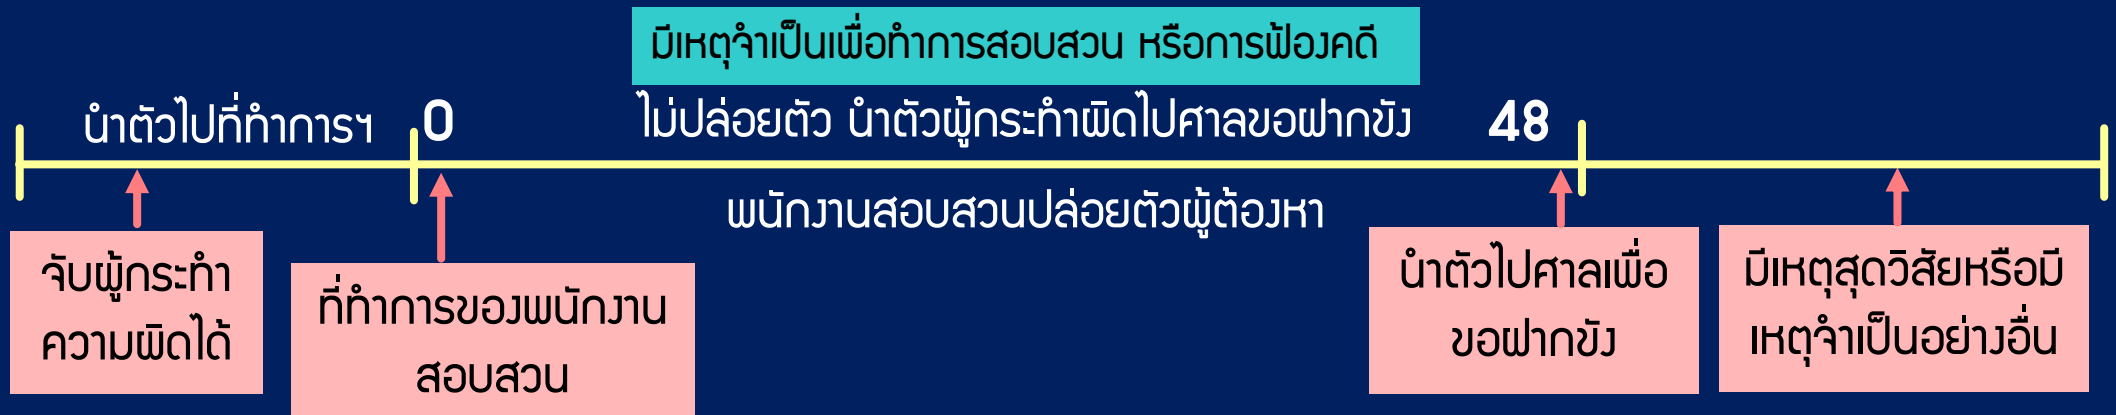 มีเหตุจำเป็นเพื่อทำการสอบสวน หรือการฟ้องคดี
นำตัวไปที่ทำการฯ
0
ไม่ปล่อยตัว นำตัวผู้กระทำผิดไปศาลขอฝากขัง
48
พนักงานสอบสวนปล่อยตัวผู้ต้องหา
จับผู้กระทำ
ความผิดได้
ที่ทำการของพนักงาน
สอบสวน
นำตัวไปศาลเพื่อ
ขอฝากขัง
มีเหตุสุดวิสัยหรือมี
เหตุจำเป็นอย่างอื่น